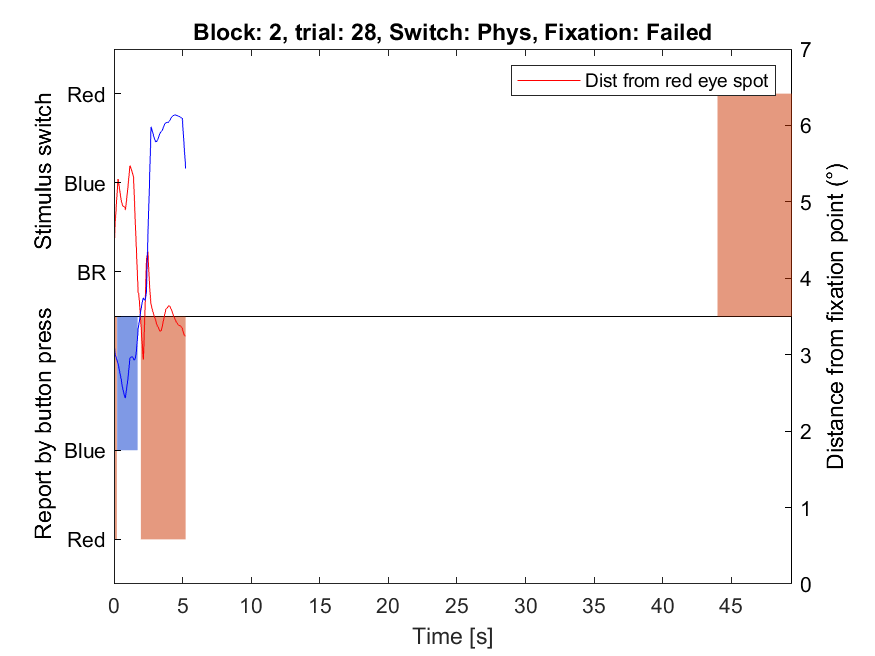 Block: 2, trial: 28, Switch: Phys, Fixation: Failed
Dist from red eye spot
Stimulus switch
Red
Blue
BR
Report by button press
Blue
Red
7
6
5
4
3
2
1
0
Distance from fixation point (°)
0 5 10 15 20 25 30 35 40 45
Time [s]